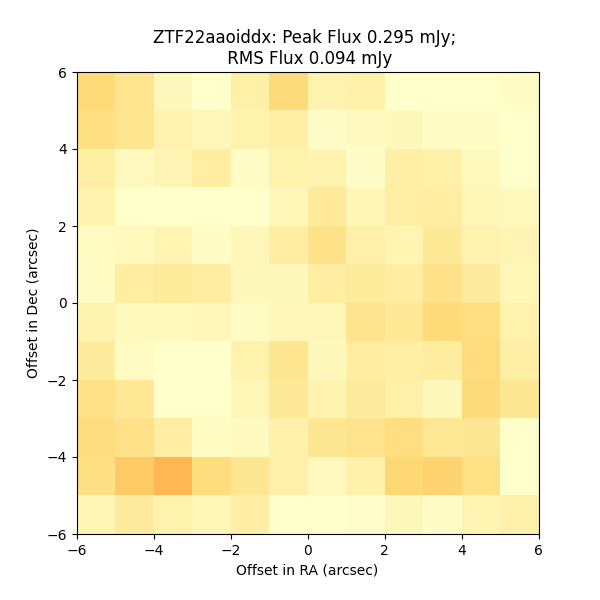 ZTF22aaoiddx: Peak Flux 0.295 mJy;
RMS Flux 0.094 mJy
6
4
2
0
−2
−4
−6
Offset in Dec (arcsec)
−6 −4 −2 0 2 4 6
Offset in RA (arcsec)